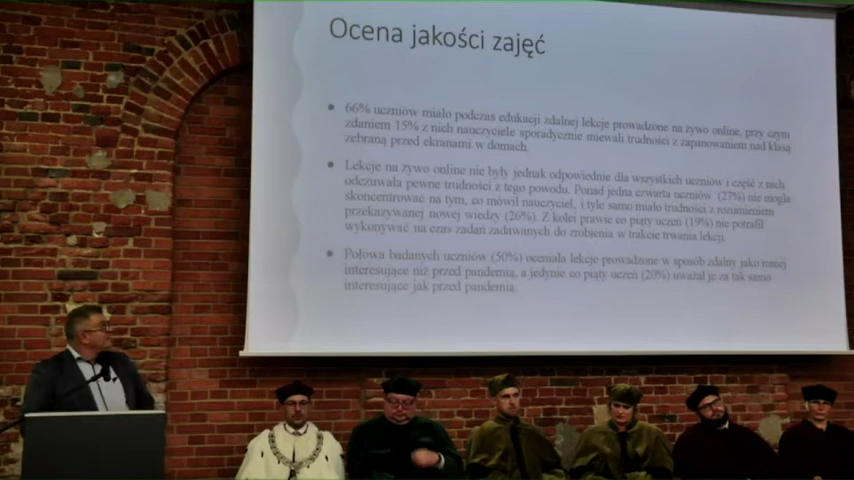 Ocena jakości zajęć
• 66% uczniów miało podczas edukacji zdalnej lekcje prowadzone na żywo online, przy czym
zdaniem 15% z nich nauczyciele sporadycznie miewali trudności z zapanowaniem nad klasą
zebraną przed ekranami w domach.
• Lekcje na żywo online nie były jednak odpowiednie dla wszystkich uczniów i część z nich
odczuwała pewne trudności z tego powodu. Ponad jedna czwarta uczniów (27%) nie mogła
skoncentrować na tym, co mówił nauczyciel, i tyle samo miało trudności z rozumieniem
przekazywanej nowej wiedzy (26%). Z kolei prawie co piąty uczeń (19%) nie potrafił
wykonywać na czas zadań zadawanych do zrobienia w trakcie trwania lekcji.
• Połowa badanych uczniów (50%) oceniała lekcje prowadzone w sposób zdalny jako mniej
interesujące niż przed pandemią, a jedynie co piąty uczeń (20%) uważał je za tak samo
interesujące jak przed pandemią.